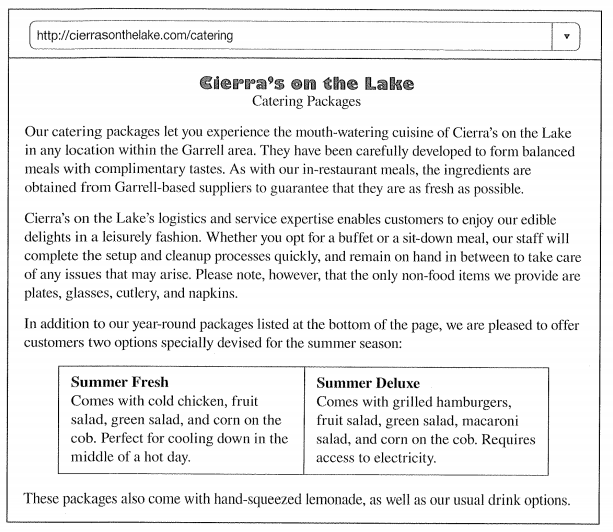 http://cierrasonthelake.com/catering
Cierra's on the Lake
Catering Packages
Our catering packages let you experience the mouth-watering cuisine of Cierra's on the Lake
in any location within the Garrell area. They have been carefully developed to form balanced
meals with complimentary tastes. As with our in-restaurant meals, the ingredients are
obtained from Garrell-based suppliers to guarantee that they are as fresh as possible.
Cierra's on the Lake's logistics and service expertise enables customers to enjoy our edible
delights in a leisurely fashion. Whether you opt for a buffet or a sit-down meal, our staff will
complete the setup and cleanup processes quickly, and remain on hand in between to take care
of any issues that may arise. Please note, however, that the only non-food items we provide are
plates, glasses, cutlery, and napkins.
In addition to our year-round packages listed at the bottom of the page, we are pleased to offer
customers two options specially devised for the summer season:
Summer Fresh
Comes with cold chicken, fruit
salad, green salad, and corn on the
cob. Perfect for cooling down in the
middle of a hot day.
Summer Deluxe
Comes with grilled hamburgers,
fruit salad, green salad, macaroni
salad, and corn on the cob. Requires
access to electricity.
These packages also come with hand-squeezed lemonade, as well as our usual drink options.